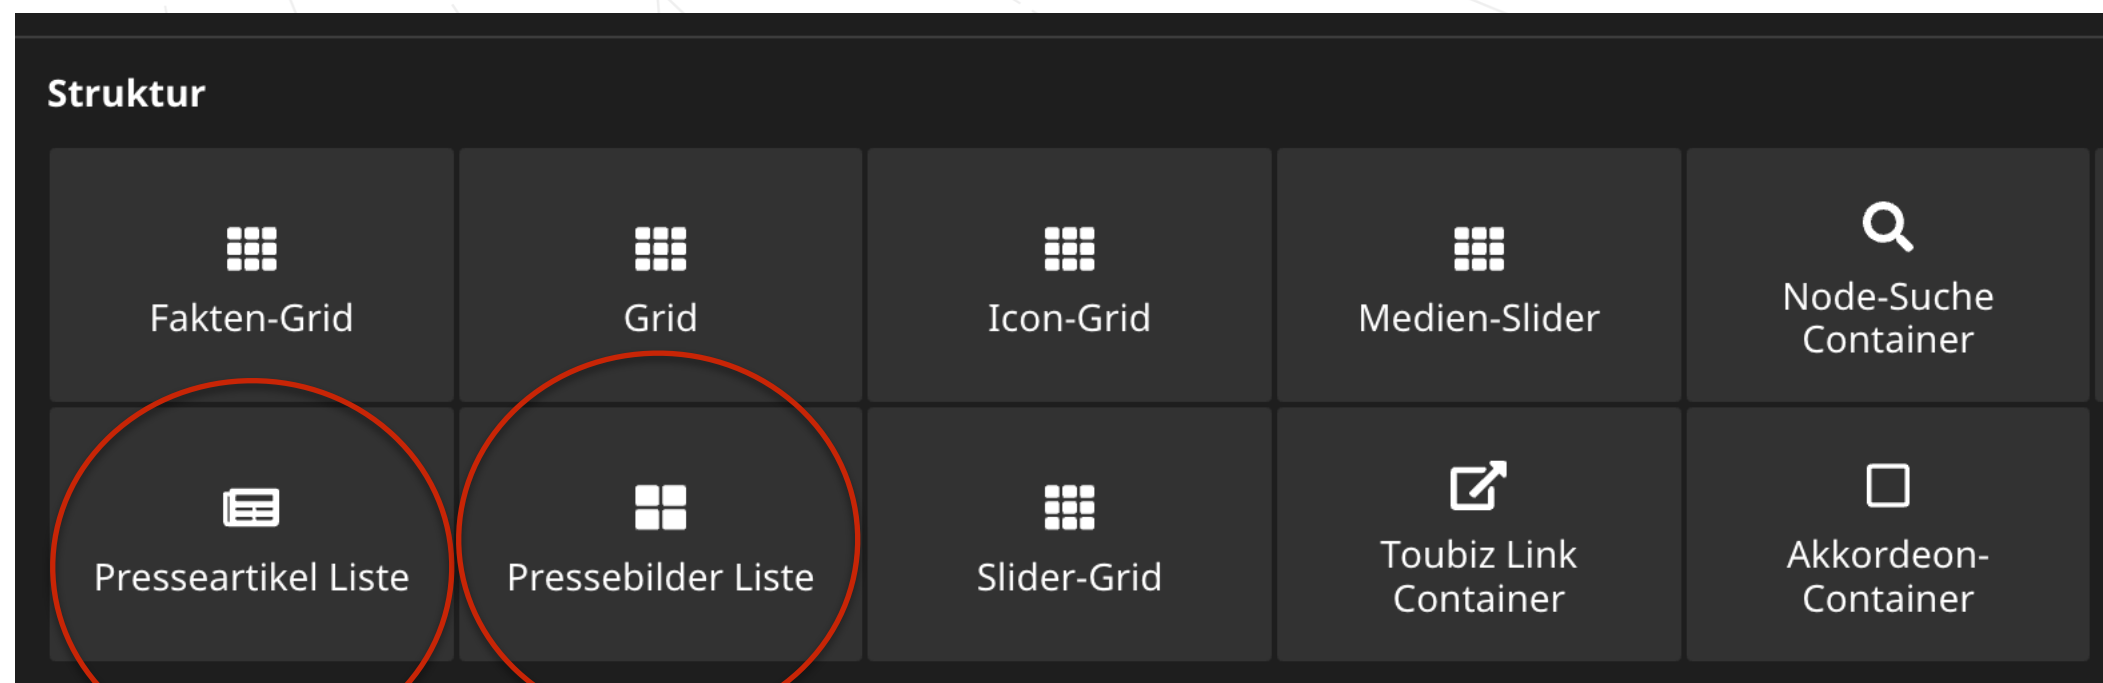 Struktur
Fakten-Grid
Grid
Icon-Grid
Medien-Slider
Node-Suche
Container
Presseartikel Liste
Pressebilder Liste
Slider-Grid
Toubiz Link
Container
Akkordeon-
Container